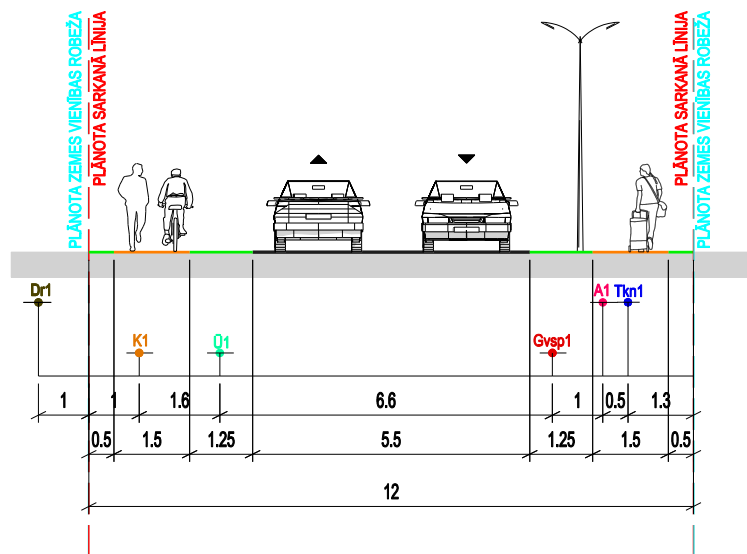 PLĀNOTA ZEMES VIENĪBAS ROBEŽA
PLĀNOTA SARKANĀ LĪNIJA
PLĀNOTA SARKANĀ LĪNIJA
PLĀNOTA ZEMES VIENĪBAS ROBEŽA
Dr1 A1 Tkn1
K1 Ū1 Gvsp1
1 1 1.6 6.6 1 0.5 1.3
0.5 1.5 1.25 5.5 1.25 1.5 0.5
12